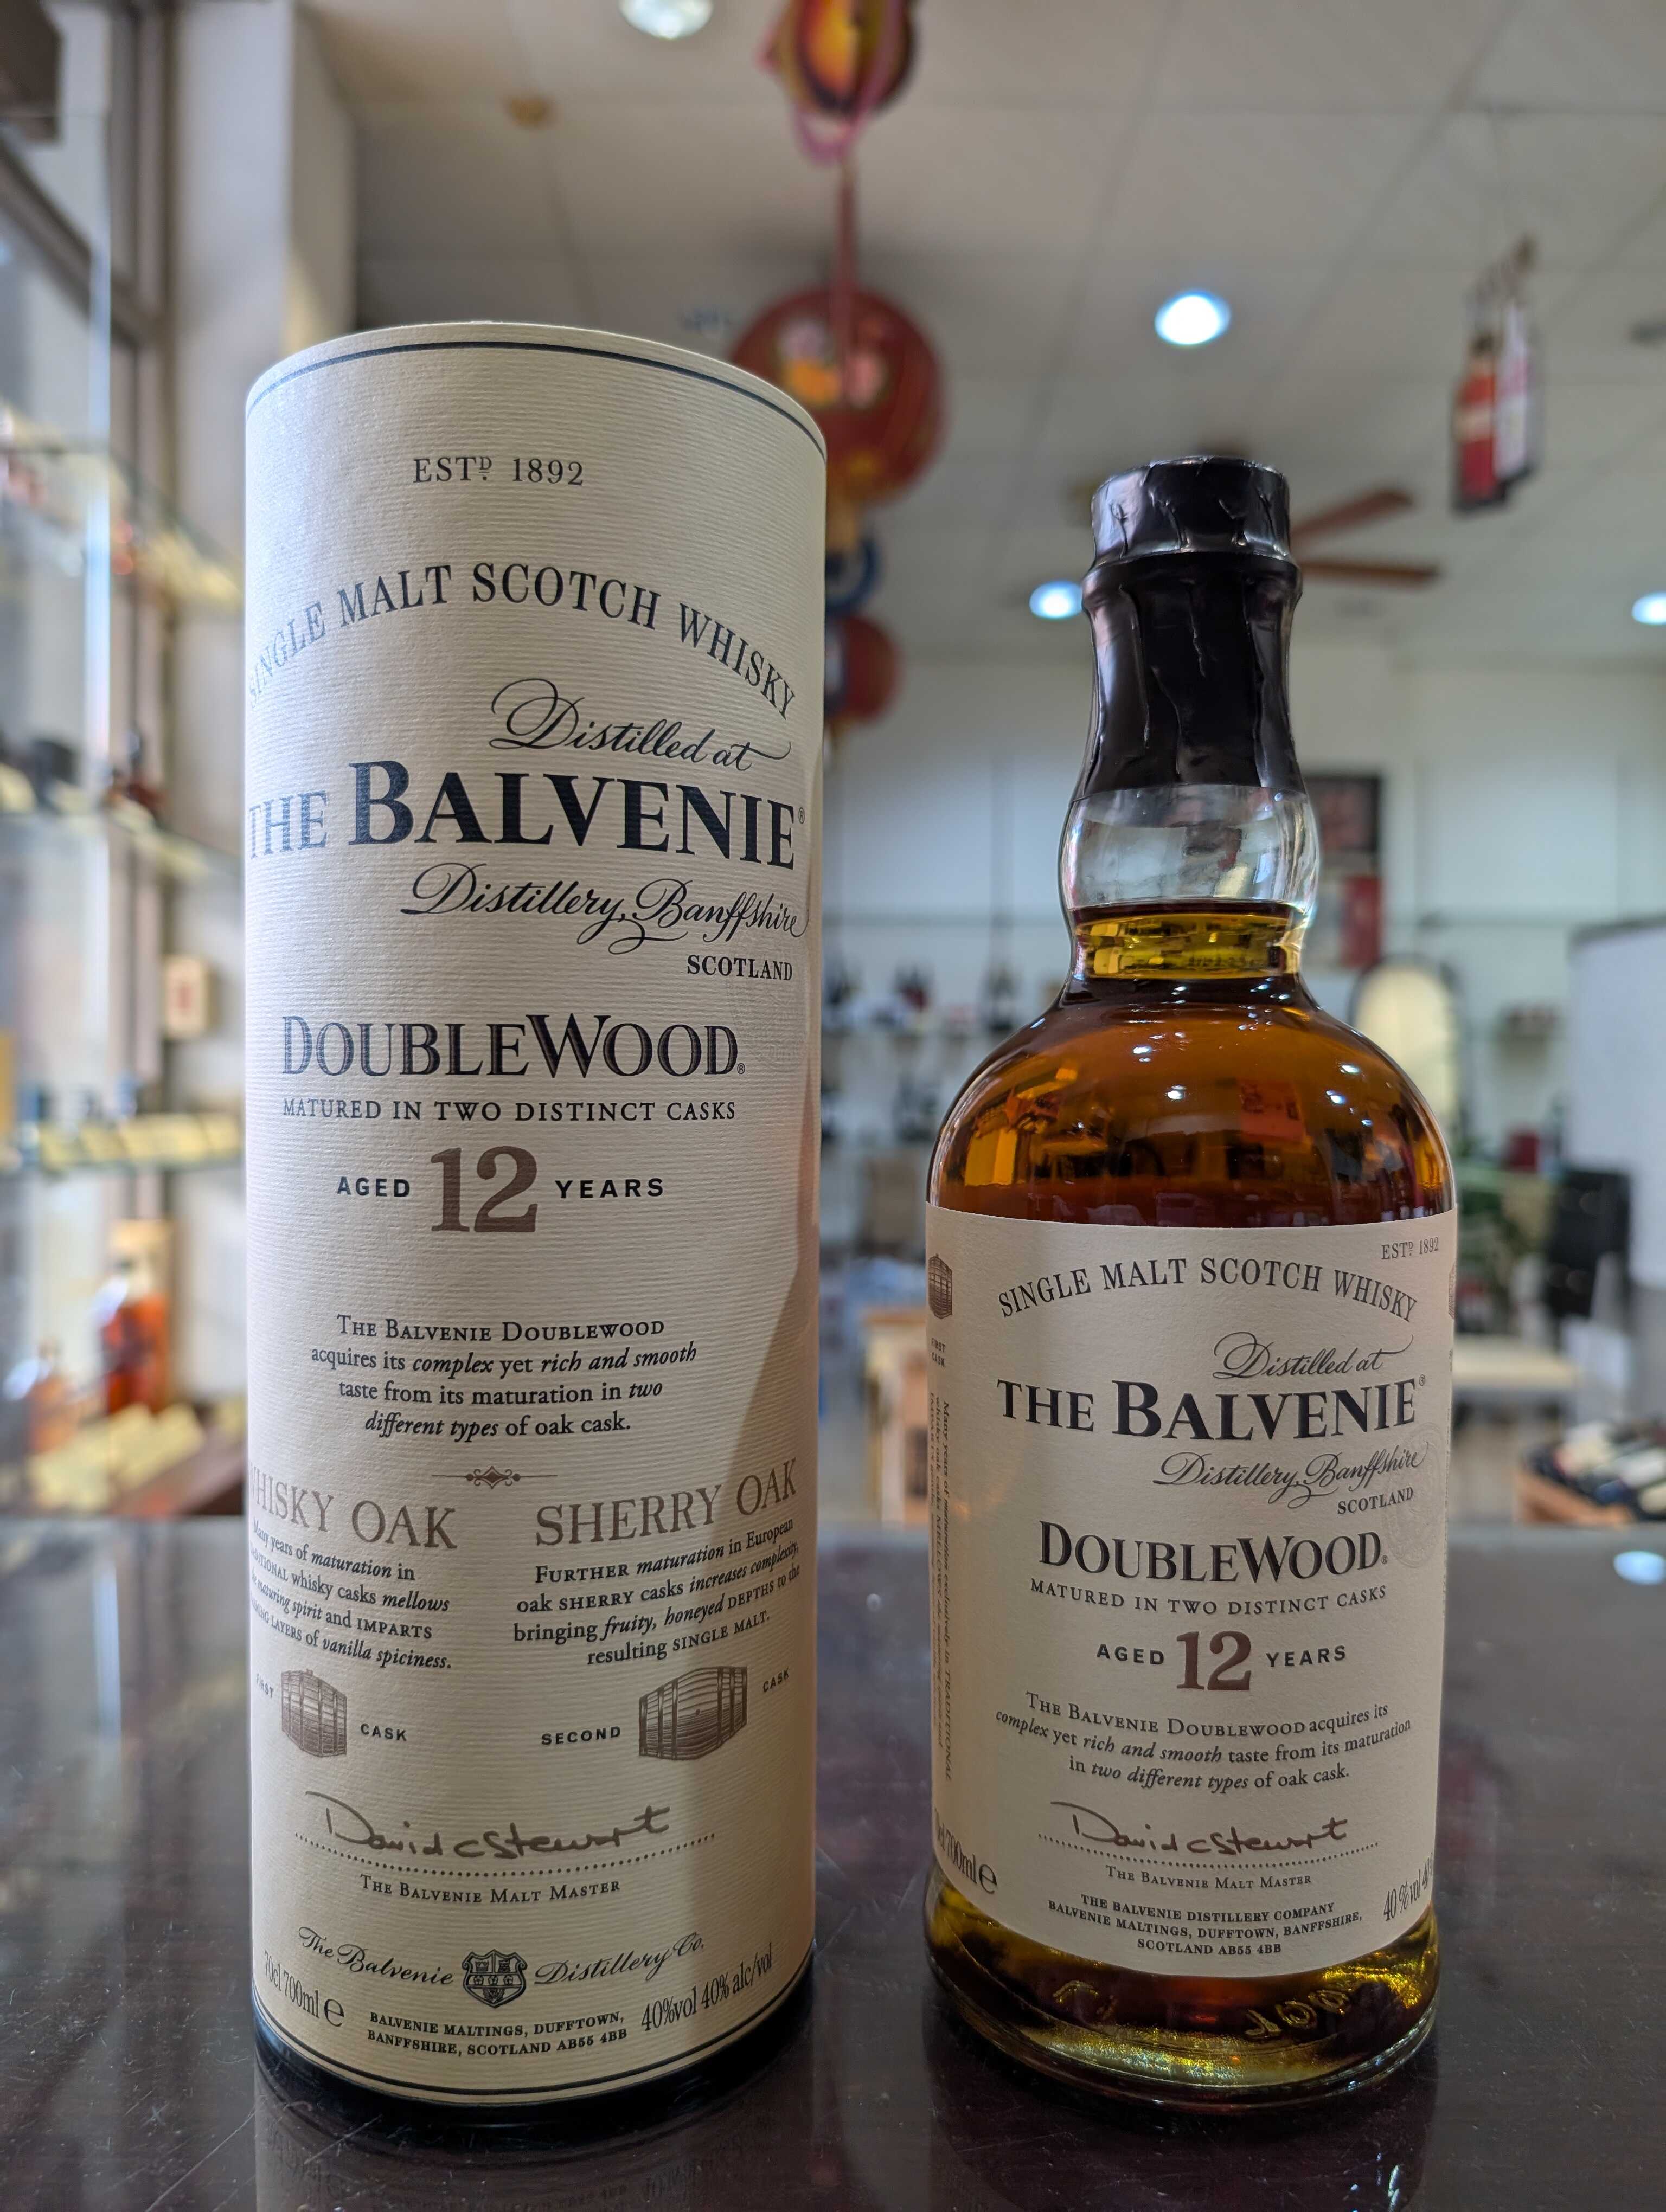 ESTD 1892
SINGLE MALT SCOTCH WHISKY
Distilled at
THE BALVENIE®
Distillery, Banffshire
SCOTLAND
DOUBLEWOOD®
MATURED IN TWO DISTINCT CASKS
AGED 12 YEARS
THE BALVENIE DOUBLEWOOD
acquires its complex yet rich and smooth
taste from its maturation in two
different types of oak cask.
WHISKY OAK
Many years of maturation in
whisky casks mellows
maturing spirit and IMPARTS
LAYERS of vanilla spiciness.
FIRST CASK
SHERRY OAK
FURTHER maturation in European
oak SHERRY casks increases complexity,
bringing fruity, honeyed DEPTHS to the
resulting SINGLE MALT.
SECOND CASK
David C Stewart
THE BALVENIE MALT MASTER
The Balvenie Distillery Co.
70cl 700ml e
BALVENIE MALTINGS, DUFFTOWN,
BANFFSHIRE, SCOTLAND AB55 4BB
40%vol 40% alc/vol
ESTD 1892
SINGLE MALT SCOTCH WHISKY
Distilled at
THE BALVENIE®
Distillery, Banffshire
SCOTLAND
DOUBLEWOOD®
MATURED IN TWO DISTINCT CASKS
AGED 12 YEARS
THE BALVENIE DOUBLEWOOD acquires its
complex yet rich and smooth taste from its maturation
in two different types of oak cask.
David C Stewart
THE BALVENIE MALT MASTER
THE BALVENIE DISTILLERY COMPANY
BALVENIE MALTINGS, DUFFTOWN, BANFFSHIRE,
SCOTLAND AB55 4BB
700ml e
40%vol
FIRST
CASK